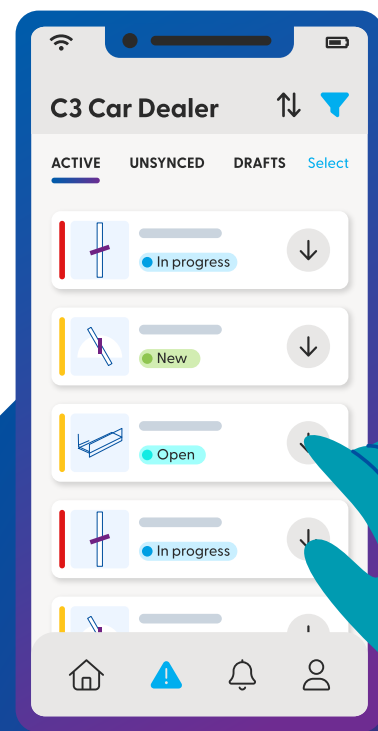 C3 Car Dealer
ACTIVE UNSYNCED DRAFTS Select
In progress
New
Open
In progress